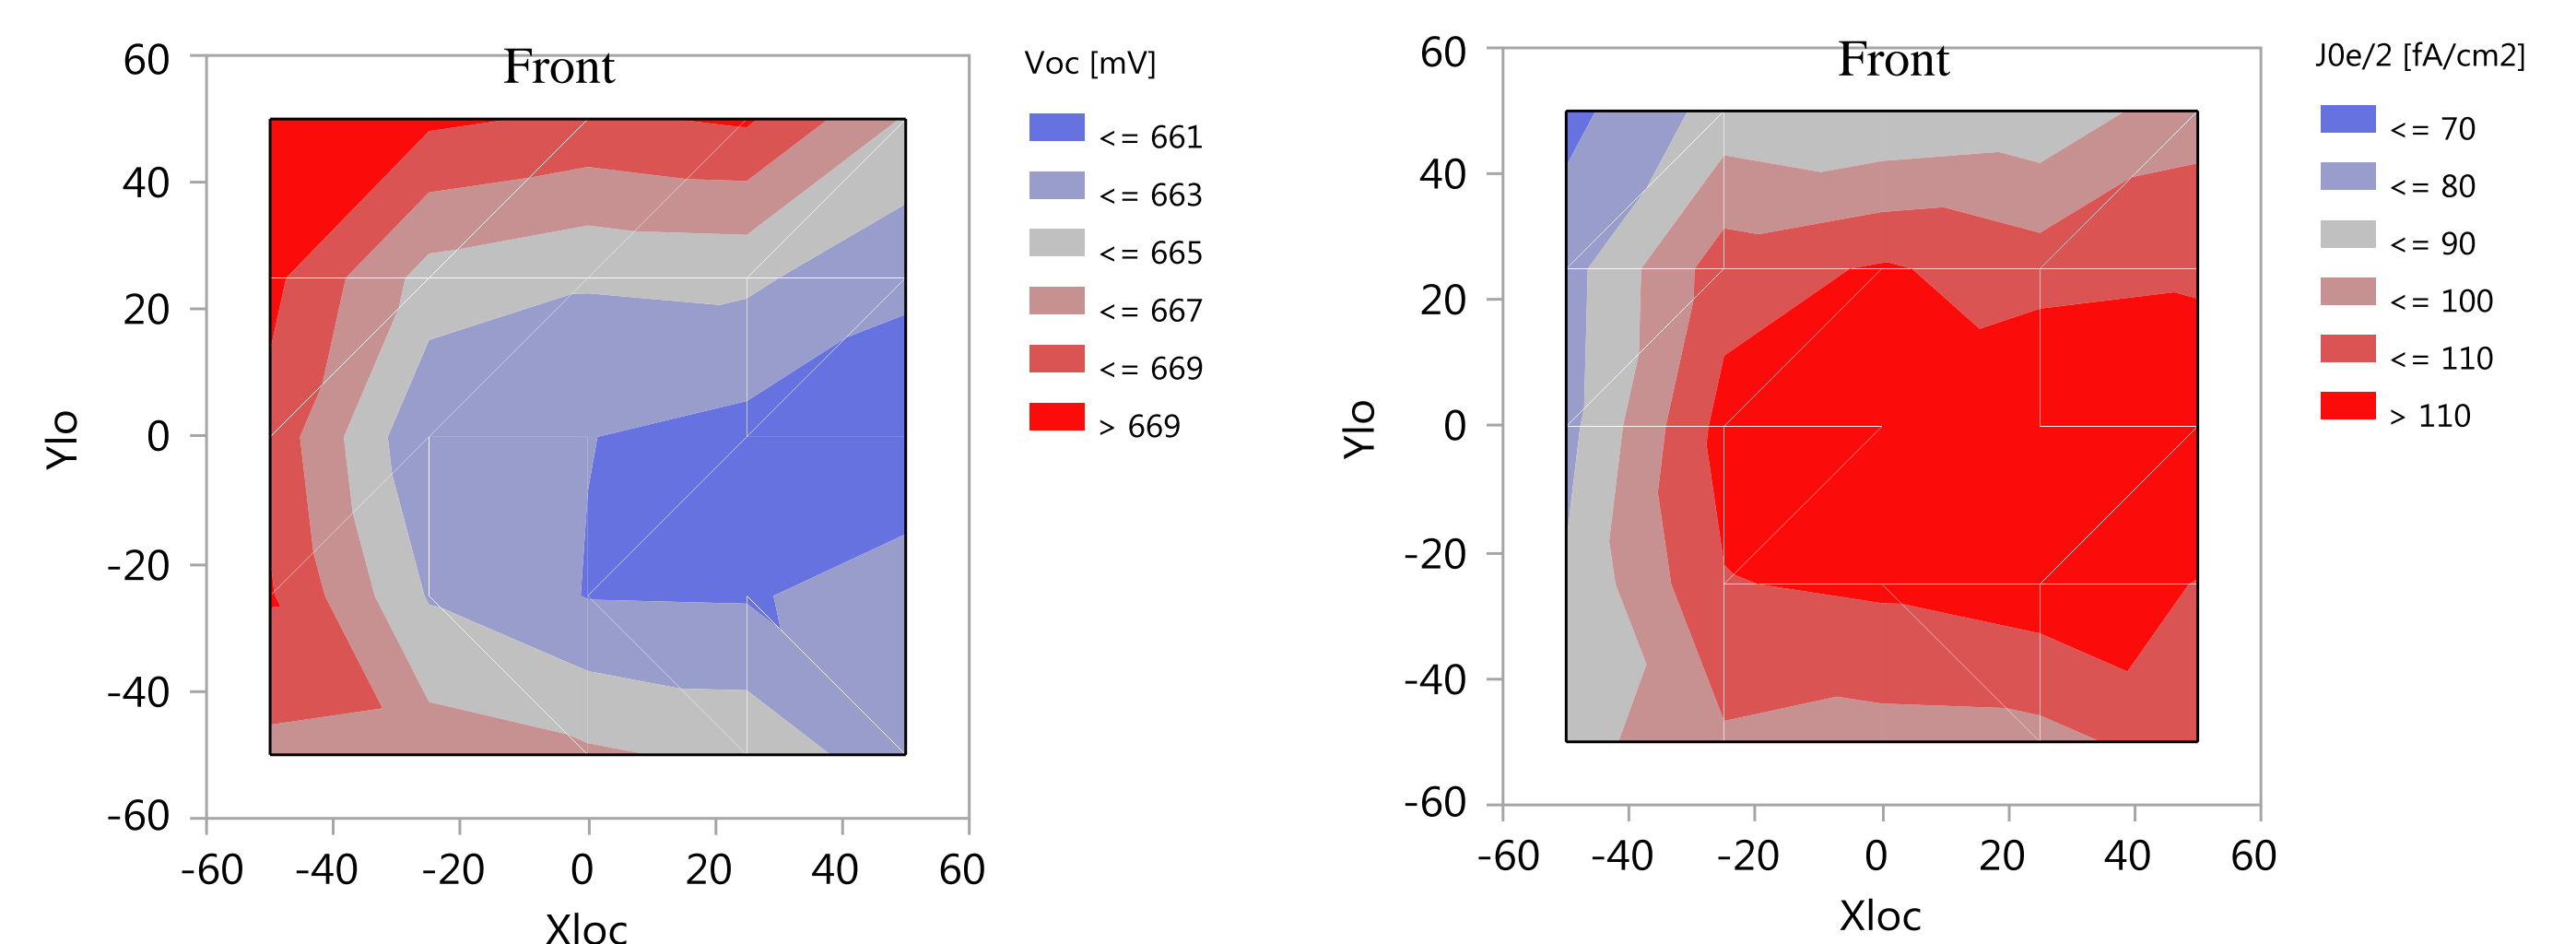 Front
Voc [mV]
<= 661
<= 663
<= 665
<= 667
<= 669
> 669
60
40
20
0
-20
-40
-60
Ylo
-60 -40 -20 0 20 40 60
Xloc
Front
J0e/2 [fA/cm2]
<= 70
<= 80
<= 90
<= 100
<= 110
> 110
60
40
20
0
-20
-40
-60
Ylo
-60 -40 -20 0 20 40 60
Xloc